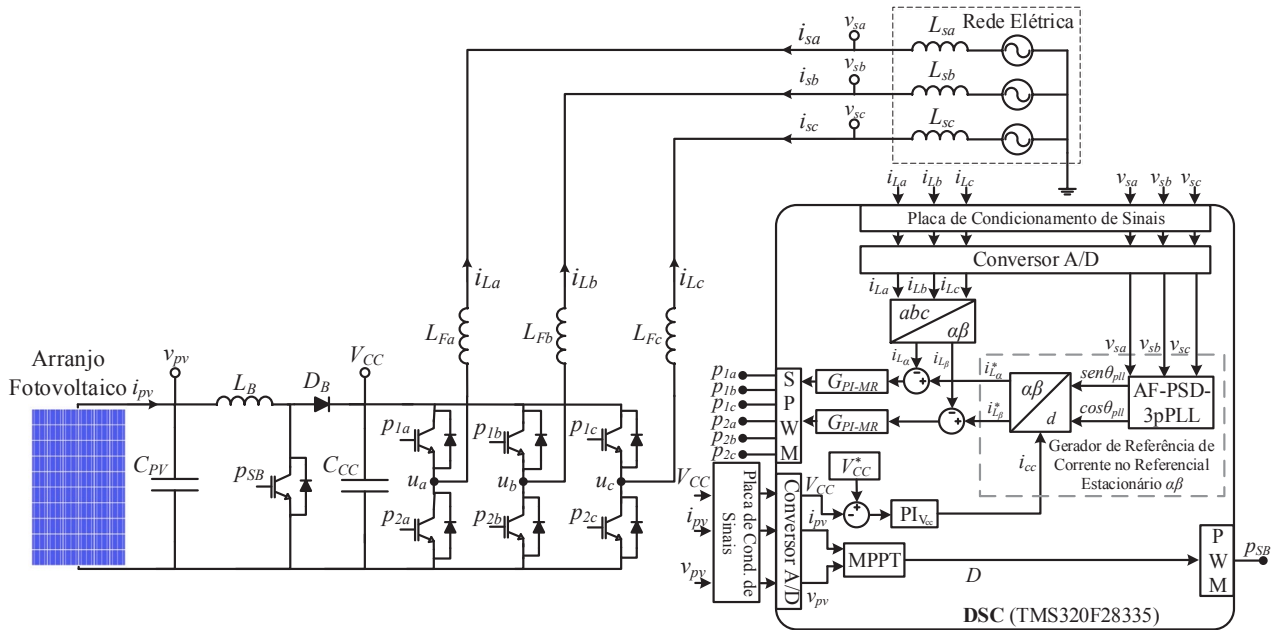 Rede Elétrica
i_sa
v_sa
L_sa
i_sb
v_sb
L_sb
i_sc
v_sc
L_sc
i_La
i_Lb
i_Lc
L_Fa
L_Fb
L_Fc
Arranjo
Fotovoltaico
i_pv
v_pv
L_B
D_B
V_CC
C_PV
p_SB
C_CC
p_1a
p_1b
p_1c
u_a
u_b
u_c
p_2a
p_2b
p_2c
i_La i_Lb i_Lc
v_sa v_sb v_sc
Placa de Condicionamento de Sinais
Conversor A/D
i_La i_Lb i_Lc
abc
αβ
v_sa v_sb v_sc
i_Lα
i_Lβ
p_1a
p_1b
p_1c
p_2a
p_2b
p_2c
S
P
W
M
G_PI-MR
G_PI-MR
i*_Lα
i*_Lβ
αβ
d
senθ_pll
cosθ_pll
AF-PSD-
3pPLL
Gerador de Referência de
Corrente no Referencial
Estacionário αβ
i_cc
V_CC
i_pv
v_pv
Placa de Cond. de
Sinais
Conversor A/D
V_CC
i_pv
v_pv
V*_CC
PI_Vcc
MPPT
D
P
W
M
p_SB
DSC (TMS320F28335)